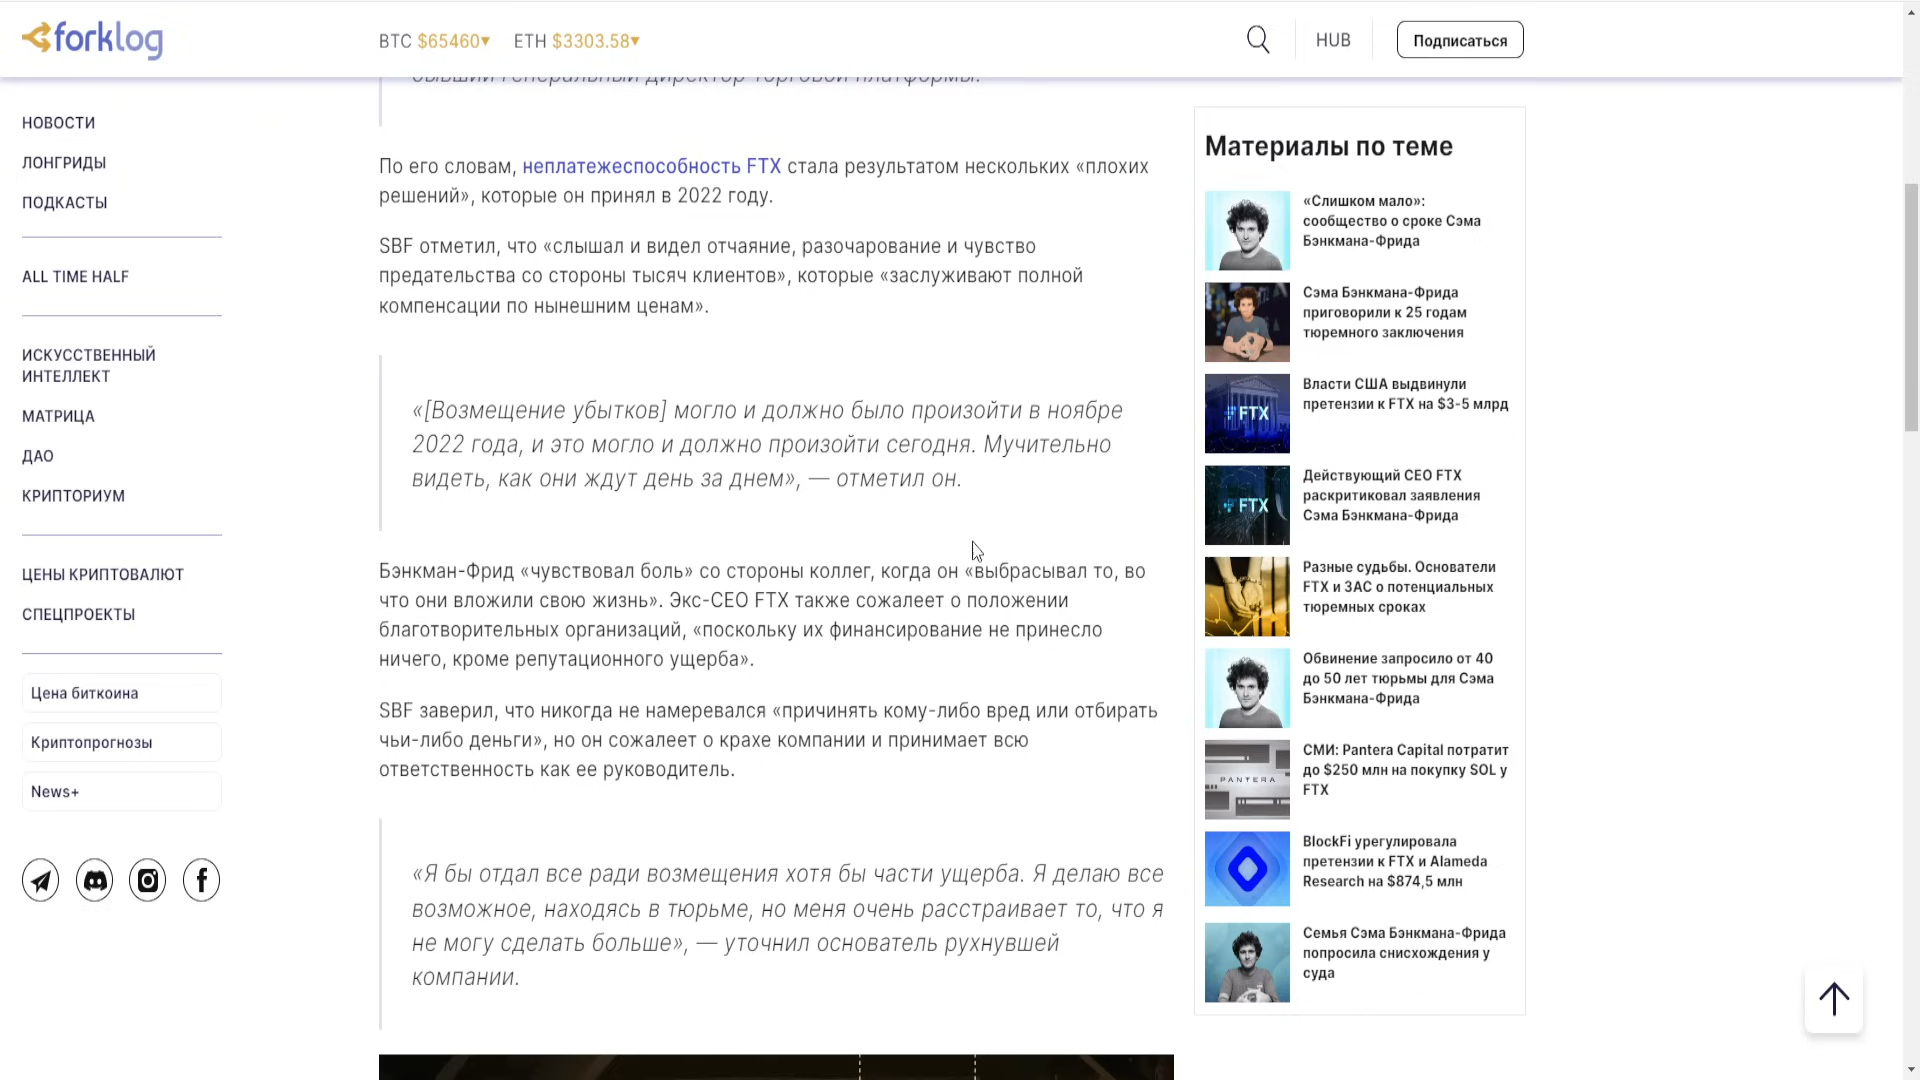 forklog
BTC $65460▼ ETH $3303.58▼
HUB
Подписаться
бывший генеральный директор торговой платформы.
НОВОСТИ
ЛОНГРИДЫ
ПОДКАСТЫ
ALL TIME HALF
ИСКУССТВЕННЫЙ
ИНТЕЛЛЕКТ
МАТРИЦА
ДАО
КРИПТОРИУМ
ЦЕНЫ КРИПТОВАЛЮТ
СПЕЦПРОЕКТЫ
Цена биткоина
Криптопрогнозы
News+
По его словам, неплатежеспособность FTX стала результатом нескольких «плохих
решений», которые он принял в 2022 году.
SBF отметил, что «слышал и видел отчаяние, разочарование и чувство
предательства со стороны тысяч клиентов», которые «заслуживают полной
компенсации по нынешним ценам».
«[Возмещение убытков] могло и должно было произойти в ноябре
2022 года, и это могло и должно произойти сегодня. Мучительно
видеть, как они ждут день за днем», — отметил он.
Бэнкман-Фрид «чувствовал боль» со стороны коллег, когда он «выбрасывал то, во
что они вложили свою жизнь». Экс-CEO FTX также сожалеет о положении
благотворительных организаций, «поскольку их финансирование не принесло
ничего, кроме репутационного ущерба».
SBF заверил, что никогда не намеревался «причинять кому-либо вред или отбирать
чьи-либо деньги», но он сожалеет о крахе компании и принимает всю
ответственность как ее руководитель.
«Я бы отдал все ради возмещения хотя бы части ущерба. Я делаю все
возможное, находясь в тюрьме, но меня очень расстраивает то, что я
не могу сделать больше», — уточнил основатель рухнувшей
компании.
Материалы по теме
«Слишком мало»:
сообщество о сроке Сэма
Бэнкмана-Фрида
Сэма Бэнкмана-Фрида
приговорили к 25 годам
тюремного заключения
FTX
Власти США выдвинули
претензии к FTX на $3-5 млрд
FTX
Действующий CEO FTX
раскритиковал заявления
Сэма Бэнкмана-Фрида
Разные судьбы. Основатели
FTX и 3AC о потенциальных
тюремных сроках
Обвинение запросило от 40
до 50 лет тюрьмы для Сэма
Бэнкмана-Фрида
PANTERA
СМИ: Pantera Capital потратит
до $250 млн на покупку SOL у
FTX
BlockFi урегулировала
претензии к FTX и Alameda
Research на $874,5 млн
Семья Сэма Бэнкмана-Фрида
попросила снисхождения у
суда